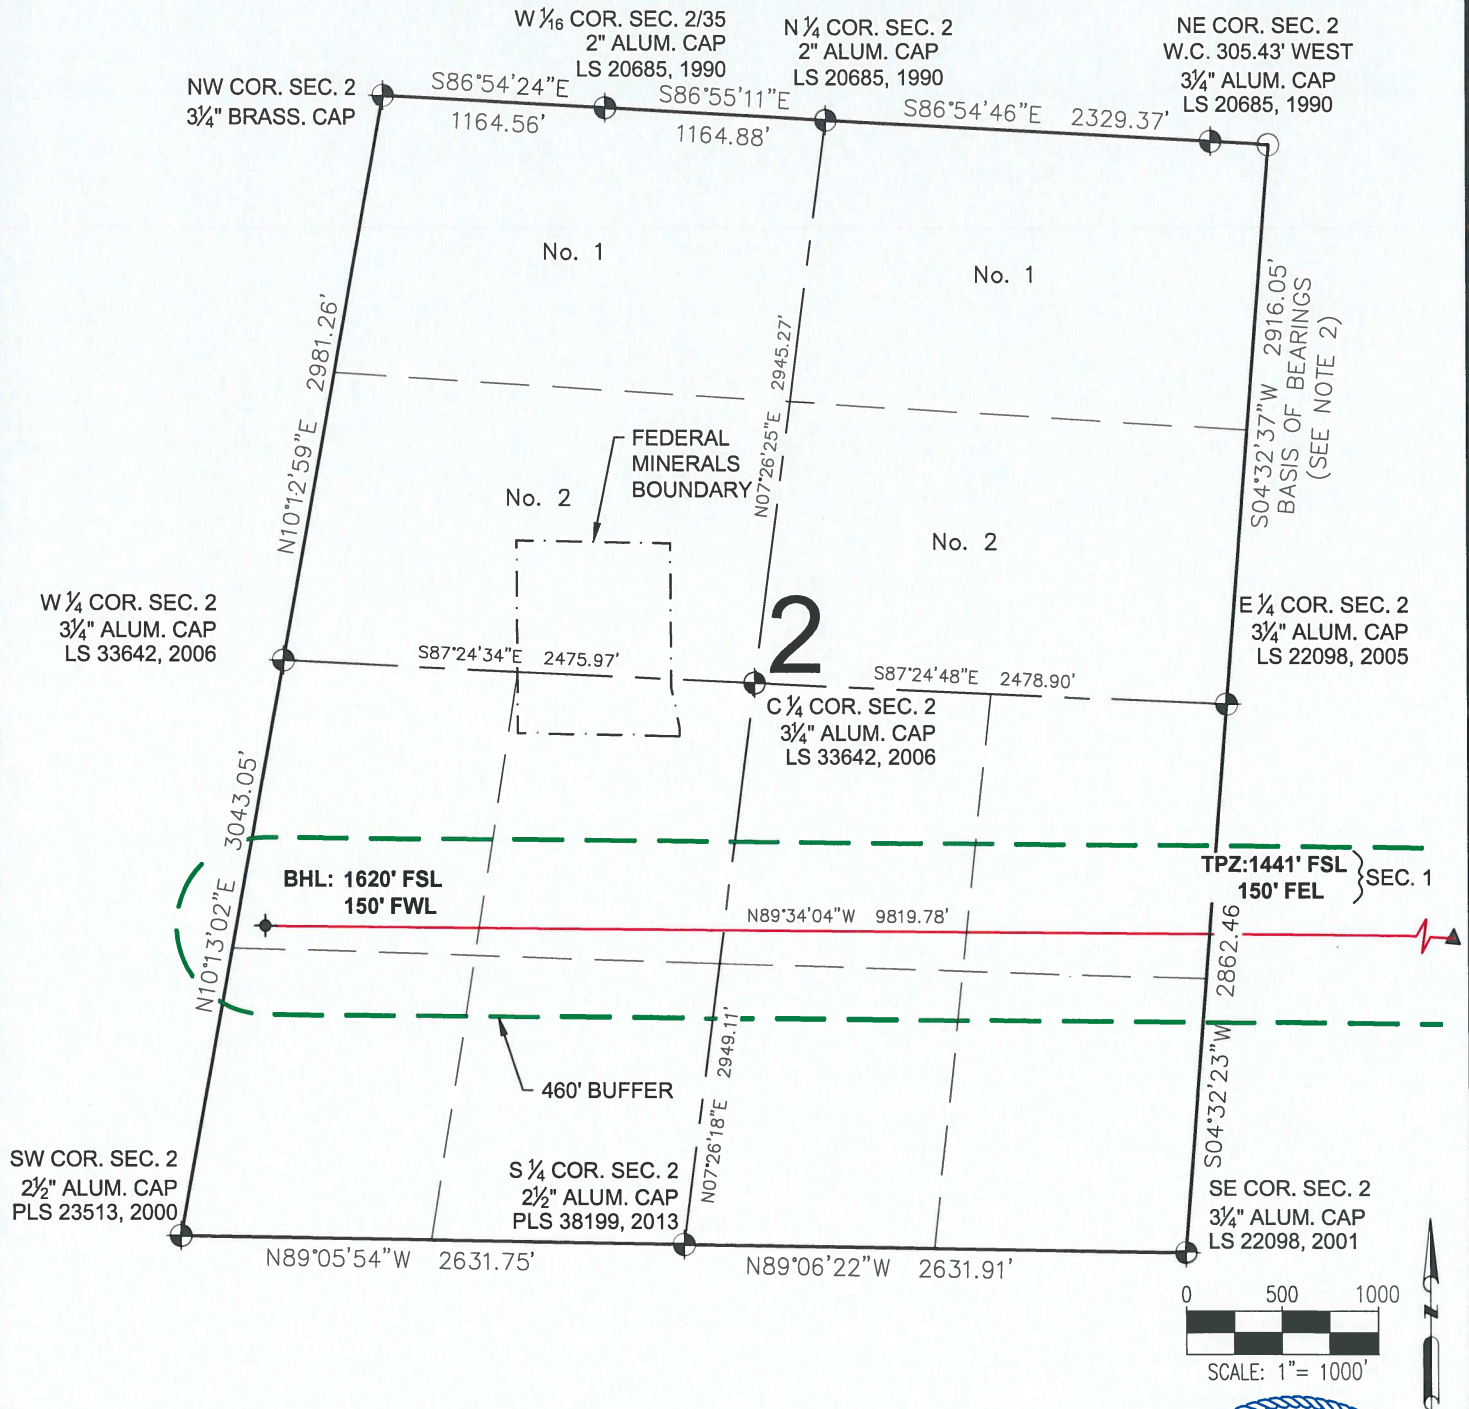 W 1/16 COR. SEC. 2/35
2" ALUM. CAP
LS 20685, 1990
N 1/4 COR. SEC. 2
2" ALUM. CAP
LS 20685, 1990
NE COR. SEC. 2
W.C. 305.43' WEST
3 1/4" ALUM. CAP
LS 20685, 1990
NW COR. SEC. 2
3 1/4" BRASS. CAP
S86°54'24"E
1164.56'
S86°55'11"E
1164.88'
S86°54'46"E 2329.37'
No. 1
No. 1
N10°12'59"E 2981.26'
N07°26'25"E 2945.27'
S04°32'37"W 2916.05'
BASIS OF BEARINGS
(SEE NOTE 2)
FEDERAL
MINERALS
BOUNDARY
No. 2
No. 2
2
W 1/4 COR. SEC. 2
3 1/4" ALUM. CAP
LS 33642, 2006
E 1/4 COR. SEC. 2
3 1/4" ALUM. CAP
LS 22098, 2005
S87°24'34"E 2475.97'
S87°24'48"E 2478.90'
C 1/4 COR. SEC. 2
3 1/4" ALUM. CAP
LS 33642, 2006
N10°13'02"E 3043.05'
BHL: 1620' FSL
150' FWL
TPZ:1441' FSL
150' FEL
SEC. 1
N89°34'04"W 9819.78'
S04°32'23"W 2862.46
N07°26'18"E 2949.11'
460' BUFFER
SW COR. SEC. 2
2 1/2" ALUM. CAP
PLS 23513, 2000
S 1/4 COR. SEC. 2
2 1/2" ALUM. CAP
PLS 38199, 2013
SE COR. SEC. 2
3 1/4" ALUM. CAP
LS 22098, 2001
N89°05'54"W 2631.75'
N89°06'22"W 2631.91'
0 500 1000
SCALE: 1"= 1000'
N